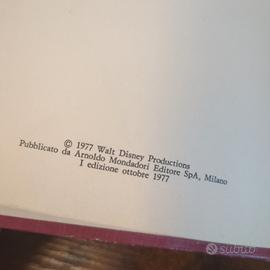 © 1977 Walt Disney Productions
Pubblicato da Arnoldo Mondadori Editore SpA, Milano
I edizione ottobre 1977
subito